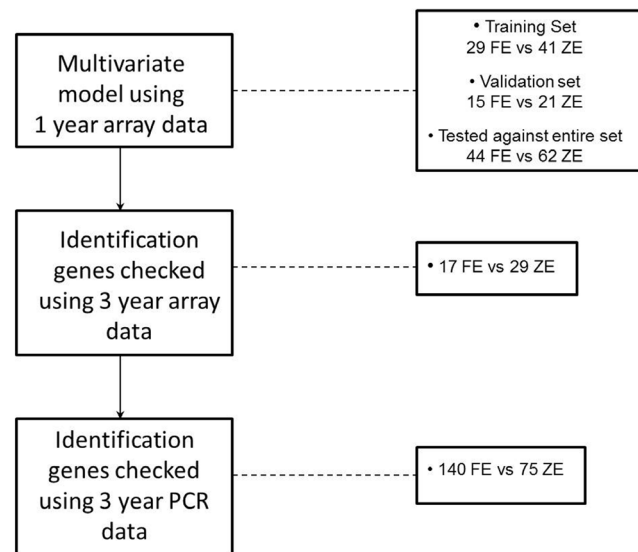 Multivariate
model using
1 year array data
• Training Set
29 FE vs 41 ZE
• Validation set
15 FE vs 21 ZE
• Tested against entire set
44 FE vs 62 ZE
Identification
genes checked
using 3 year array
data
• 17 FE vs 29 ZE
Identification
genes checked
using 3 year PCR
data
• 140 FE vs 75 ZE